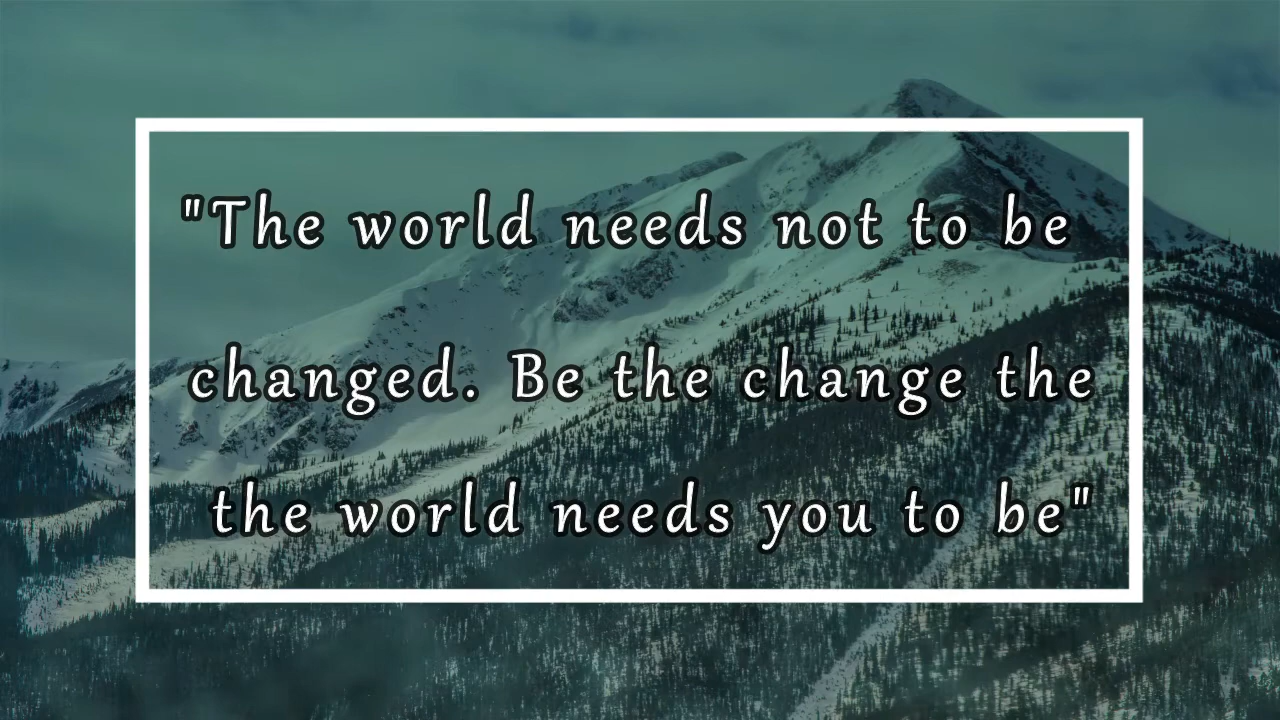 "The world needs not to be
changed. Be the change the
the world needs you to be"